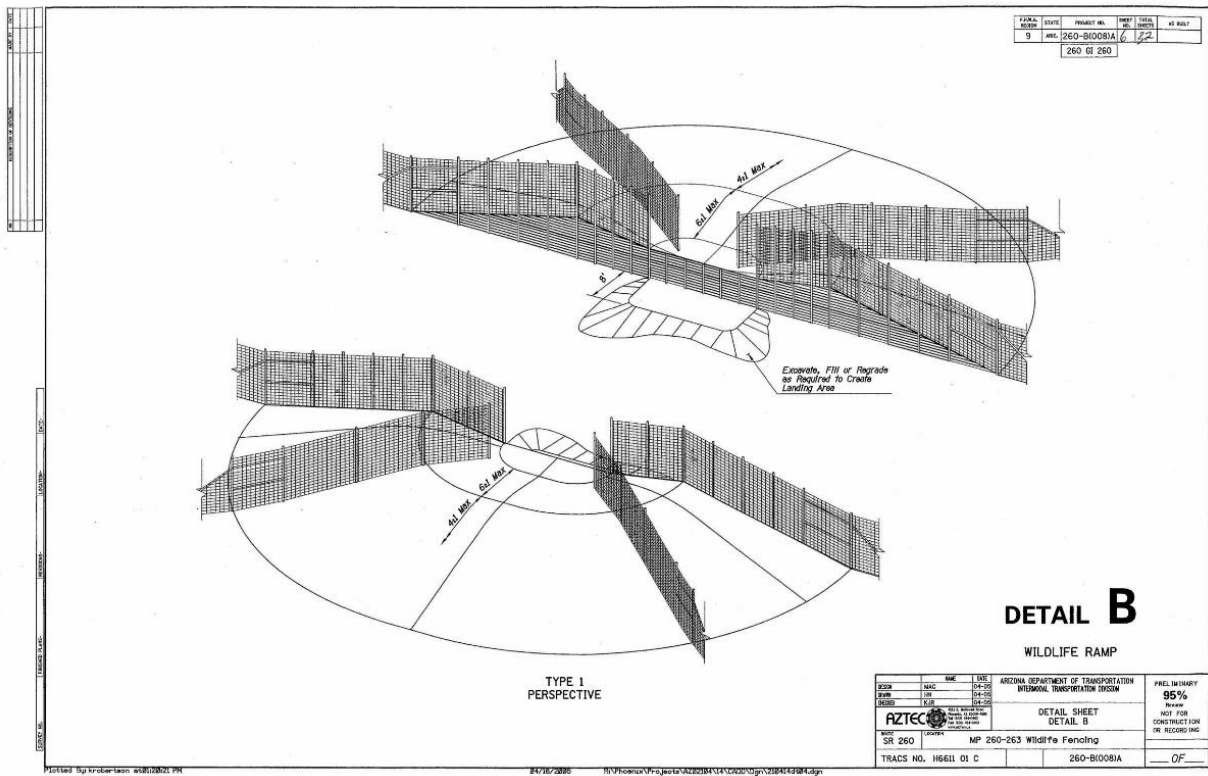 F.H.W.A. REGION STATE PROJECT NO. SHEET NO. TOTAL SHEETS AS BUILT
9 ARIZ. 260-B(008)A 6 22
260 GI 260
4:1 Max
6:1 Max
8'
Excavate, Fill or Regrade
as Required to Create
Landing Area
6:1 Max
4:1 Max
TYPE 1
PERSPECTIVE
DETAIL B
WILDLIFE RAMP
NAME DATE
DESIGN MAC 04-05
DRAWN 04-05
CHECKED KJR 04-05
ARIZONA DEPARTMENT OF TRANSPORTATION
INTERMODAL TRANSPORTATION DIVISION
PRELIMINARY
95%
Review
NOT FOR
CONSTRUCTION
OR RECORDING
AZTEC
DETAIL SHEET
DETAIL B
ROUTE
SR 260
LOCATION
MP 260-263 Wildlife Fencing
TRACS NO. H6611 01 C
260-B(008)A
OF